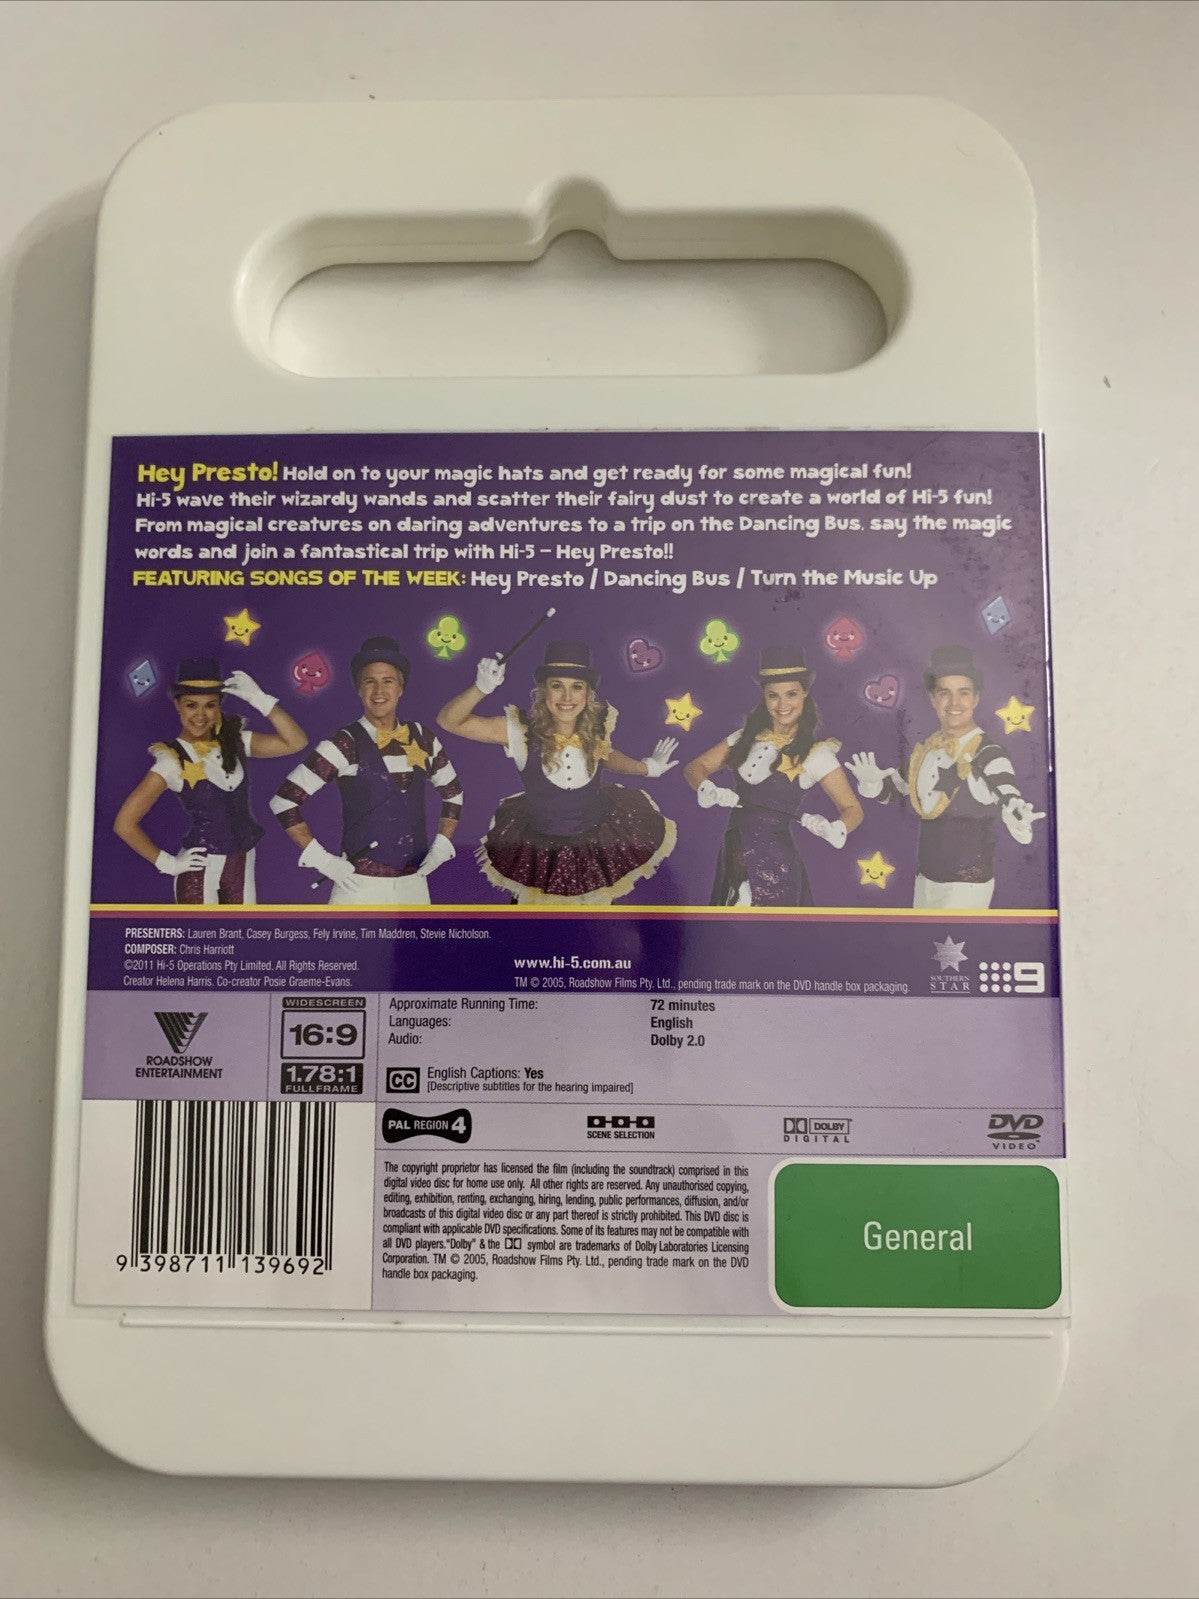 Hey Presto! Hold on to your magic hats and get ready for some magical fun!
Hi-5 wave their wizardy wands and scatter their fairy dust to create a world of Hi-5 fun!
From magical creatures on daring adventures to a trip on the Dancing Bus, say the magic
words and join a fantastical trip with Hi-5 – Hey Presto!!
FEATURING SONGS OF THE WEEK: Hey Presto / Dancing Bus / Turn the Music Up
PRESENTERS: Lauren Brant, Casey Burgess, Fely Irvine, Tim Maddren, Stevie Nicholson.
COMPOSER: Chris Harriott
©2011 Hi-5 Operations Pty Limited. All Rights Reserved.
Creator Helena Harris. Co-creator Posie Graeme-Evans.
www.hi-5.com.au
TM © 2005, Roadshow Films Pty. Ltd., pending trade mark on the DVD handle box packaging.
SOUTHERN
STAR
9
ROADSHOW
ENTERTAINMENT
WIDESCREEN
16:9
1.78:1
FULLFRAME
Approximate Running Time: 72 minutes
Languages: English
Audio: Dolby 2.0
CC English Captions: Yes
[Descriptive subtitles for the hearing impaired]
PAL REGION 4
SCENE SELECTION
DOLBY
DIGITAL
DVD
VIDEO™
The copyright proprietor has licensed the film (including the soundtrack) comprised in this
digital video disc for home use only. All other rights are reserved. Any unauthorised copying,
editing, exhibition, renting, exchanging, hiring, lending, public performances, diffusion, and/or
broadcasts of this digital video disc or any part thereof is strictly prohibited. This DVD disc is
compliant with applicable DVD specifications. Some of its features may not be compatible with
all DVD players. "Dolby" & the symbol are trademarks of Dolby Laboratories Licensing
Corporation. TM © 2005, Roadshow Films Pty. Ltd., pending trade mark on the DVD
handle box packaging.
General
9 398711 139692